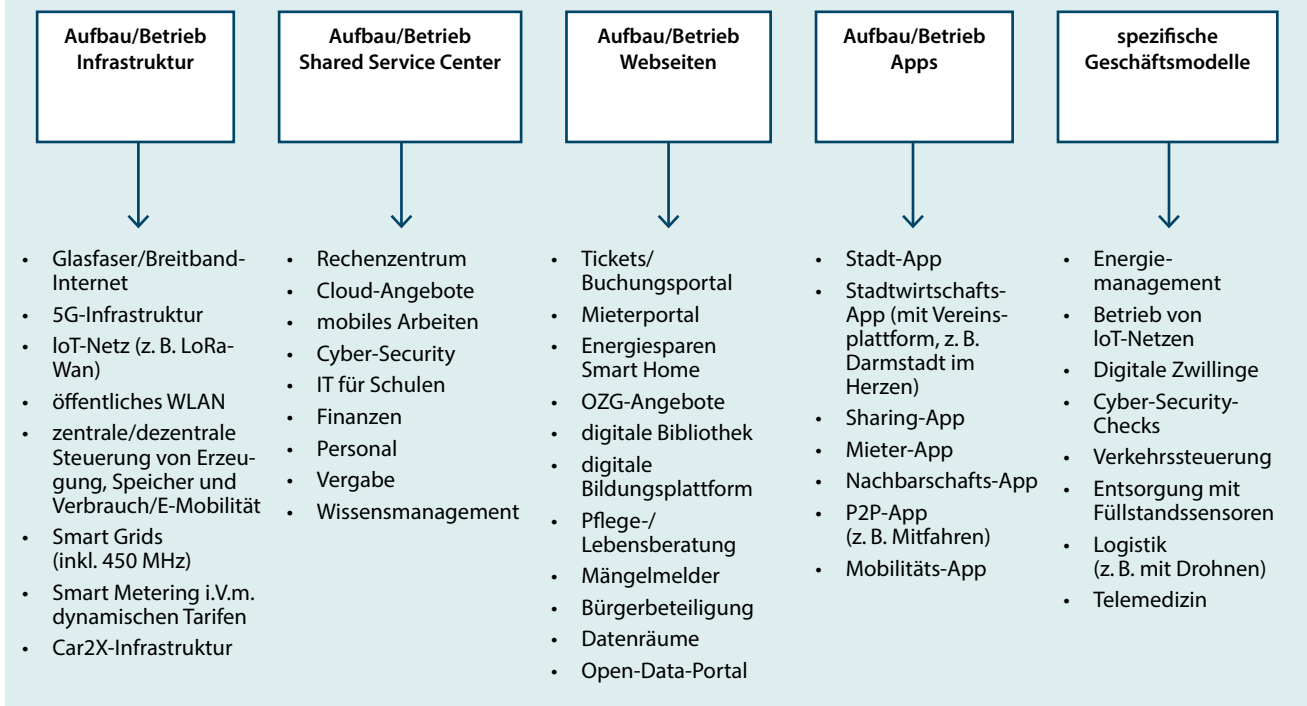 Aufbau/Betrieb
Infrastruktur
Aufbau/Betrieb
Shared Service Center
Aufbau/Betrieb
Webseiten
Aufbau/Betrieb
Apps
spezifische
Geschäftsmodelle
• Glasfaser/Breitband-
Internet
• 5G-Infrastruktur
• IoT-Netz (z. B. LoRa-
Wan)
• öffentliches WLAN
• zentrale/dezentrale
Steuerung von Erzeu-
gung, Speicher und
Verbrauch/E-Mobilität
• Smart Grids
(inkl. 450 MHz)
• Smart Metering i.V.m.
dynamischen Tarifen
• Car2X-Infrastruktur
• Rechenzentrum
• Cloud-Angebote
• mobiles Arbeiten
• Cyber-Security
• IT für Schulen
• Finanzen
• Personal
• Vergabe
• Wissensmanagement
• Tickets/
Buchungsportal
• Mieterportal
• Energiesparen
Smart Home
• OZG-Angebote
• digitale Bibliothek
• digitale
Bildungsplattform
• Pflege-/
Lebensberatung
• Mängelmelder
• Bürgerbeteiligung
• Datenräume
• Open-Data-Portal
• Stadt-App
• Stadtwirtschafts-
App (mit Vereins-
plattform, z. B.
Darmstadt im
Herzen)
• Sharing-App
• Mieter-App
• Nachbarschafts-App
• P2P-App
(z. B. Mitfahren)
• Mobilitäts-App
• Energie-
management
• Betrieb von
IoT-Netzen
• Digitale Zwillinge
• Cyber-Security-
Checks
• Verkehrssteuerung
• Entsorgung mit
Füllstandssensoren
• Logistik
(z. B. mit Drohnen)
• Telemedizin